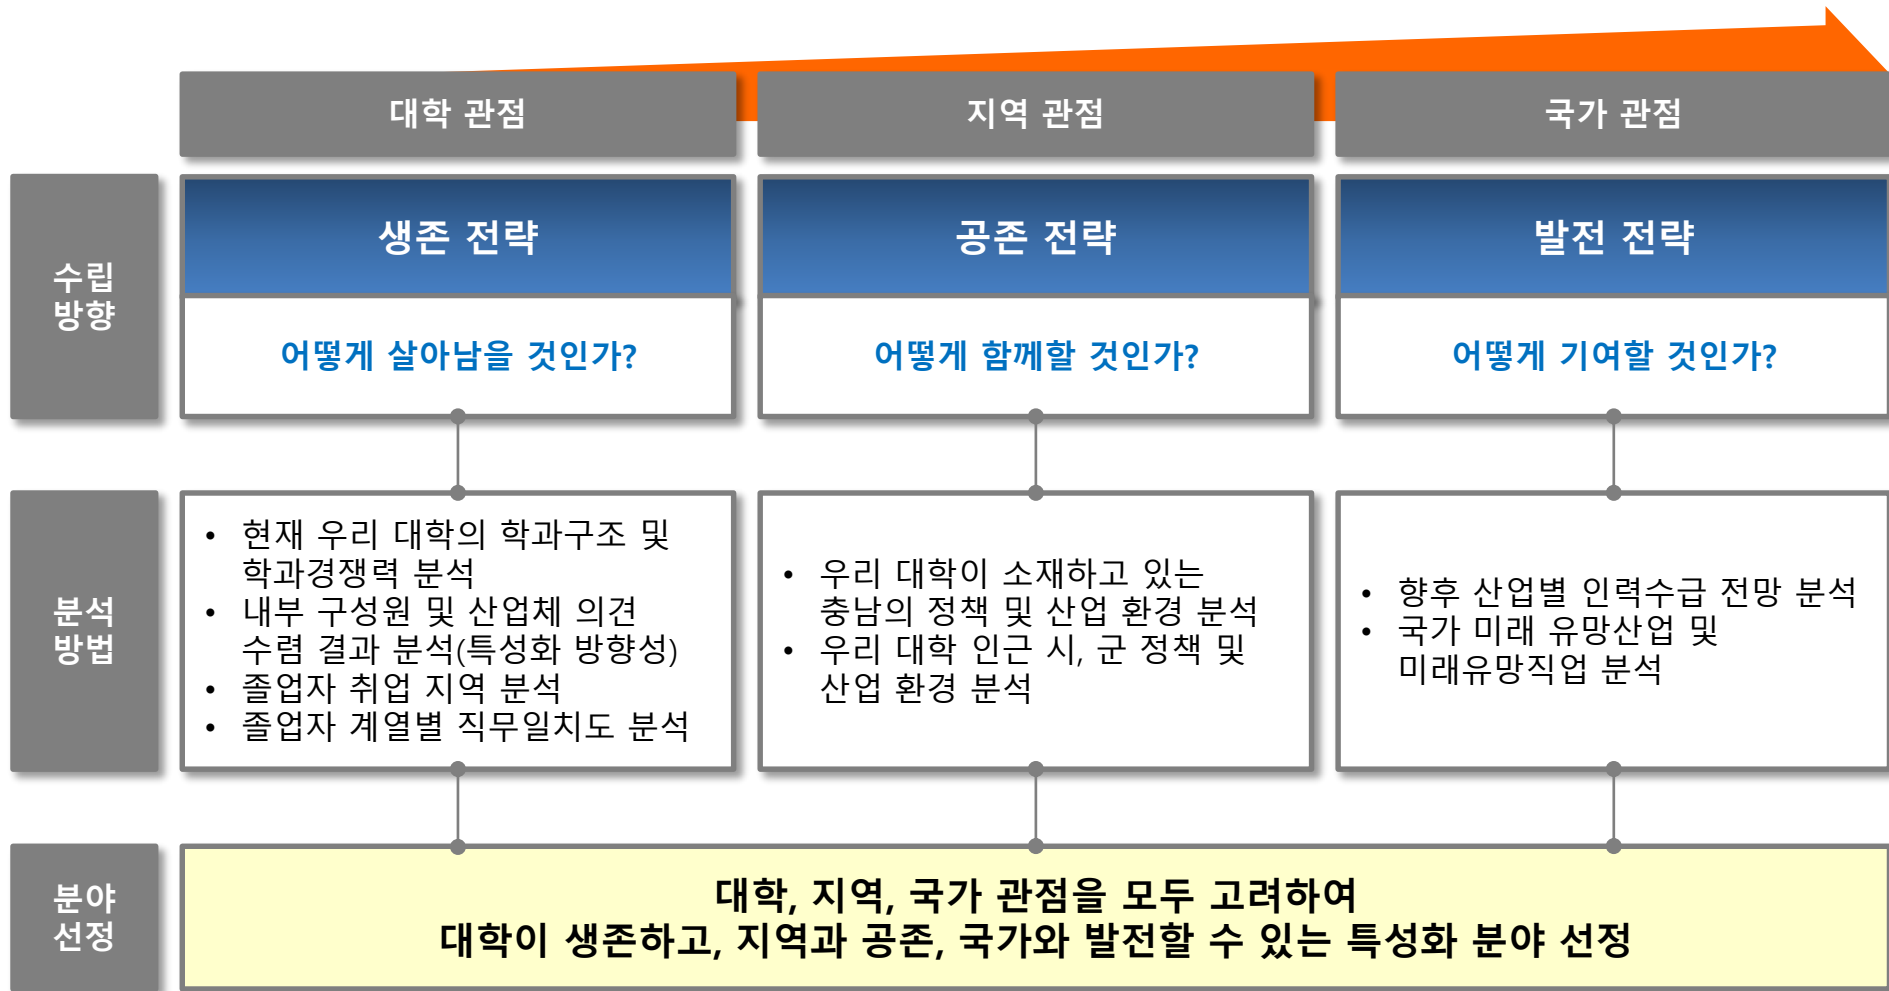 대학 관점
지역 관점
국가 관점
수립
방향
생존 전략
공존 전략
발전 전략
어떻게 살아남을 것인가?
어떻게 함께할 것인가?
어떻게 기여할 것인가?
분석
방법
• 현재 우리 대학의 학과구조 및
학과경쟁력 분석
• 내부 구성원 및 산업체 의견
수렴 결과 분석(특성화 방향성)
• 졸업자 취업 지역 분석
• 졸업자 계열별 직무일치도 분석
• 우리 대학이 소재하고 있는
충남의 정책 및 산업 환경 분석
• 우리 대학 인근 시, 군 정책 및
산업 환경 분석
• 향후 산업별 인력수급 전망 분석
• 국가 미래 유망산업 및
미래유망직업 분석
분야
선정
대학, 지역, 국가 관점을 모두 고려하여
대학이 생존하고, 지역과 공존, 국가와 발전할 수 있는 특성화 분야 선정